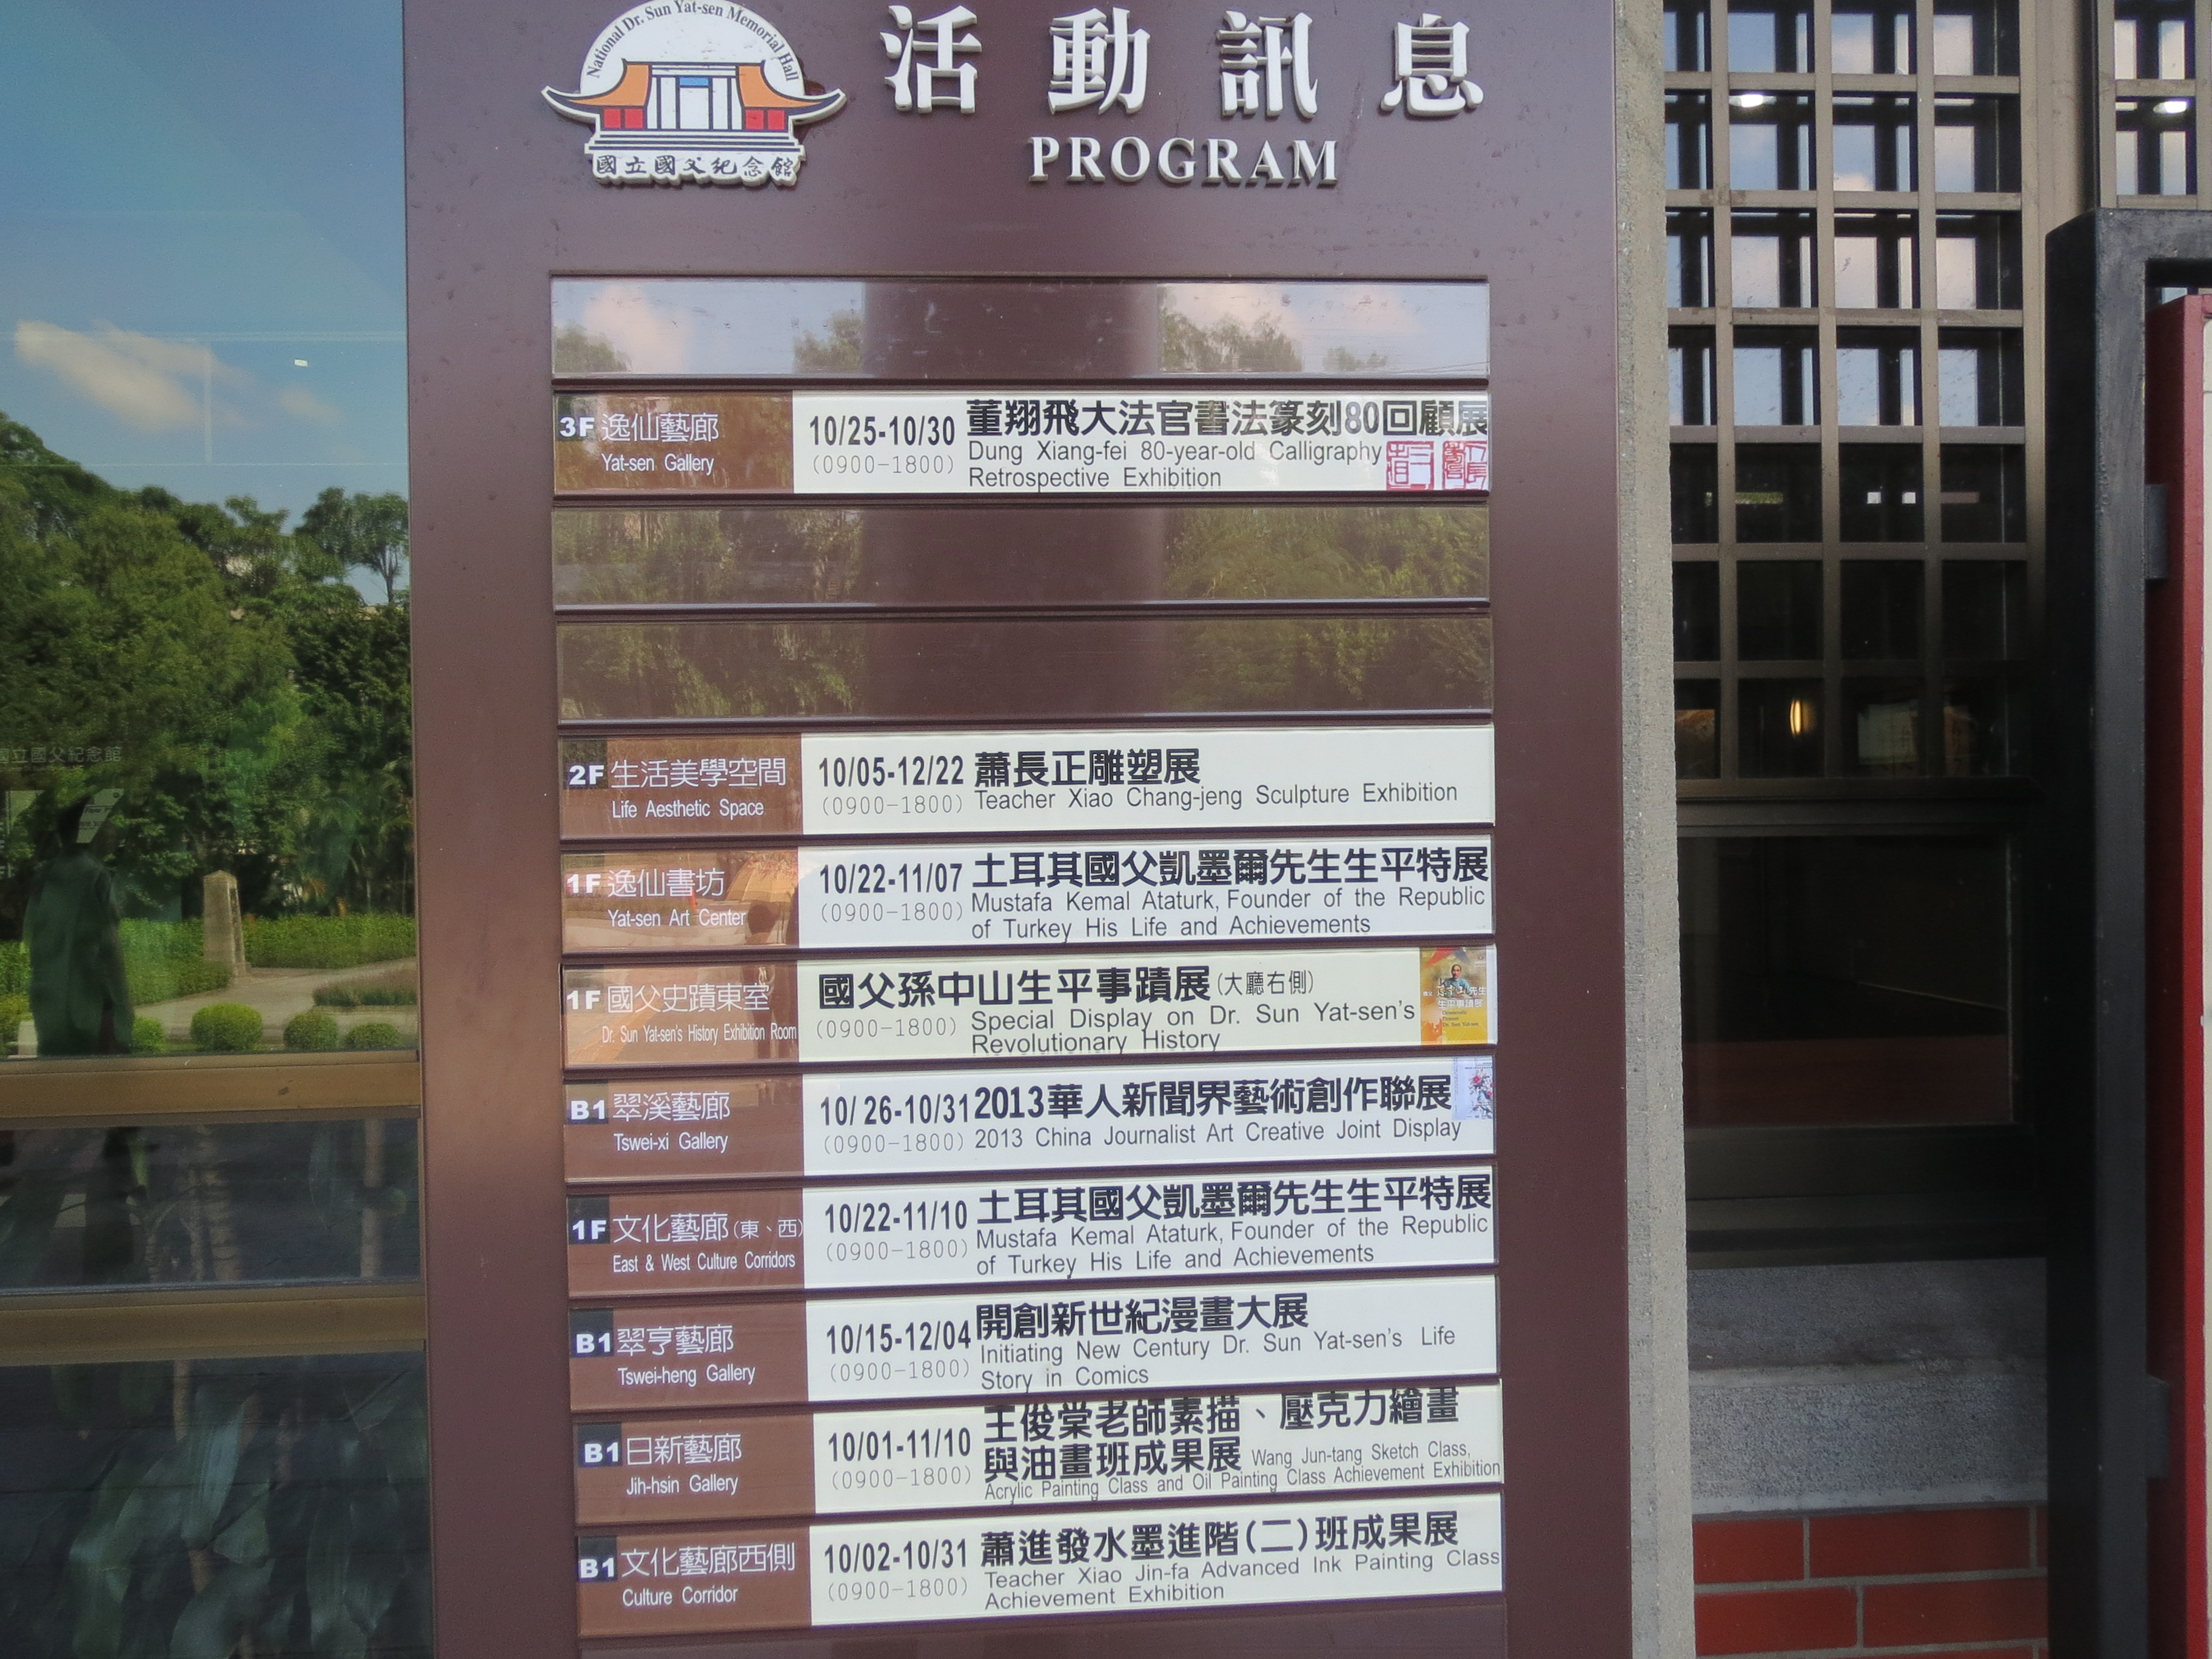 National Dr. Sun Yat-sen Memorial Hall
國立國父紀念館
活動訊息
PROGRAM
3F 逸仙藝廊
Yat-sen Gallery
10/25-10/30
(0900-1800)
董翔飛大法官書法篆刻80回顧展
Dung Xiang-fei 80-year-old Calligraphy
Retrospective Exhibition
2F 生活美學空間
Life Aesthetic Space
10/05-12/22
(0900-1800)
蕭長正雕塑展
Teacher Xiao Chang-jeng Sculpture Exhibition
1F 逸仙書坊
Yat-sen Art Center
10/22-11/07
(0900-1800)
土耳其國父凱墨爾先生生平特展
Mustafa Kemal Ataturk, Founder of the Republic
of Turkey His Life and Achievements
1F 國父史蹟東室
Dr. Sun Yat-sen's History Exhibition Room
國父孫中山生平事蹟展(大廳右側)
(0900-1800)
Special Display on Dr. Sun Yat-sen's
Revolutionary History
B1 翠溪藝廊
Tswei-xi Gallery
10/26-10/31
(0900-1800)
2013華人新聞界藝術創作聯展
2013 China Journalist Art Creative Joint Display
1F 文化藝廊(東、西)
East & West Culture Corridors
10/22-11/10
(0900-1800)
土耳其國父凱墨爾先生生平特展
Mustafa Kemal Ataturk, Founder of the Republic
of Turkey His Life and Achievements
B1 翠亨藝廊
Tswei-heng Gallery
10/15-12/04
(0900-1800)
開創新世紀漫畫大展
Initiating New Century Dr. Sun Yat-sen's Life
Story in Comics
B1 日新藝廊
Jih-hsin Gallery
10/01-11/10
(0900-1800)
王俊棠老師素描、壓克力繪畫
與油畫班成果展 Wang Jun-tang Sketch Class,
Acrylic Painting Class and Oil Painting Class Achievement Exhibition
B1 文化藝廊西側
Culture Corridor
10/02-10/31
(0900-1800)
蕭進發水墨進階(二)班成果展
Teacher Xiao Jin-fa Advanced Ink Painting Class
Achievement Exhibition
國立國父紀念館